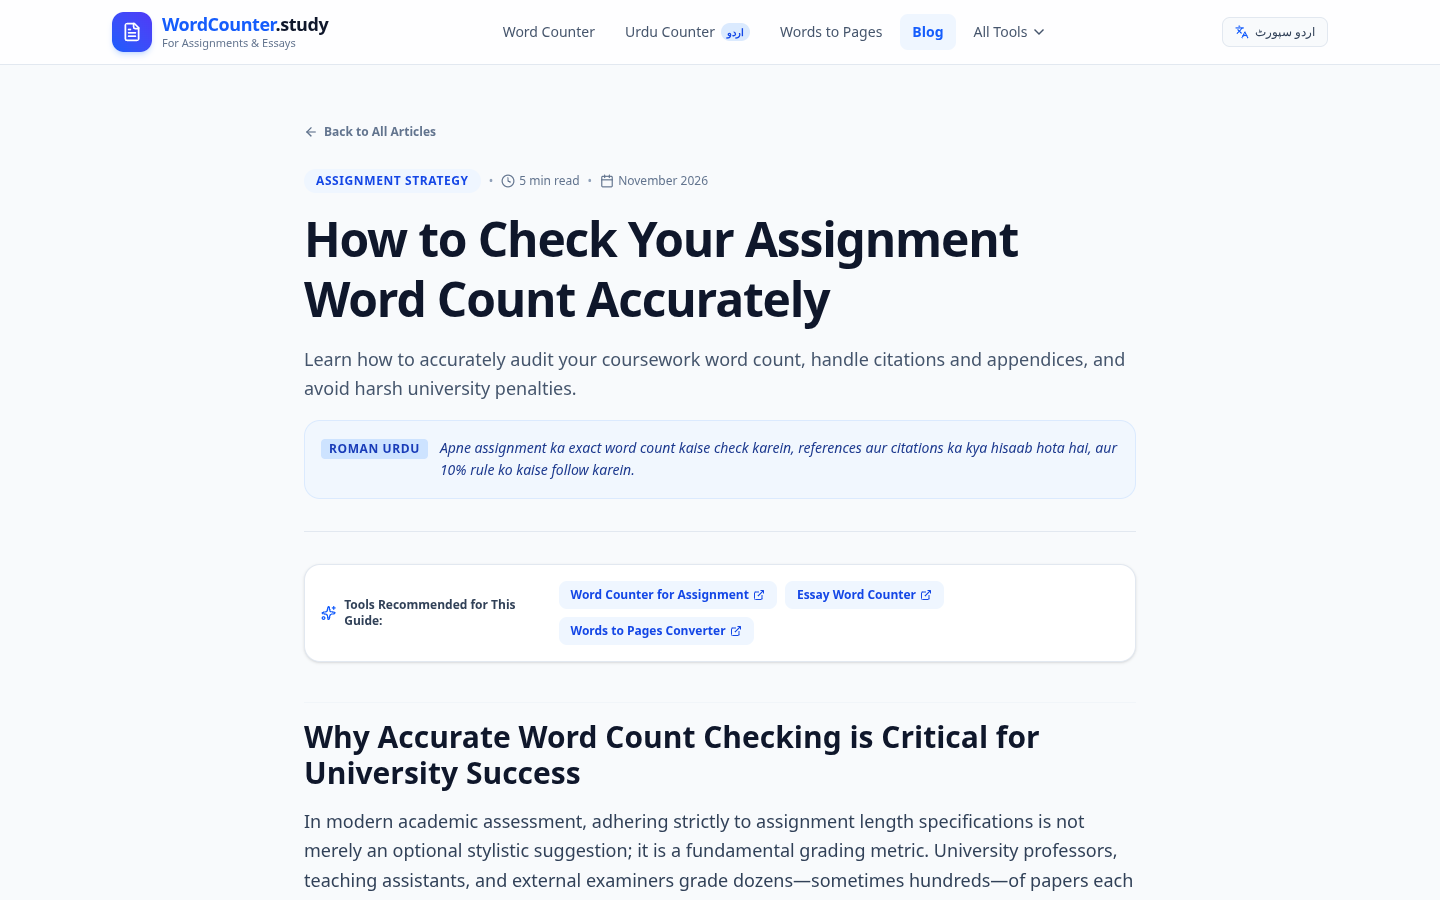 WordCounter.study
For Assignments & Essays
Word Counter
Urdu Counter اردو
Words to Pages
Blog
All Tools
اردو سپورٹ
Back to All Articles
ASSIGNMENT STRATEGY • 5 min read • November 2026
How to Check Your Assignment
Word Count Accurately
Learn how to accurately audit your coursework word count, handle citations and appendices, and
avoid harsh university penalties.
ROMAN URDU
Apne assignment ka exact word count kaise check karein, references aur citations ka kya hisaab hota hai, aur
10% rule ko kaise follow karein.
Tools Recommended for This
Guide:
Word Counter for Assignment
Essay Word Counter
Words to Pages Converter
Why Accurate Word Count Checking is Critical for
University Success
In modern academic assessment, adhering strictly to assignment length specifications is not
merely an optional stylistic suggestion; it is a fundamental grading metric. University professors,
teaching assistants, and external examiners grade dozens—sometimes hundreds—of papers each